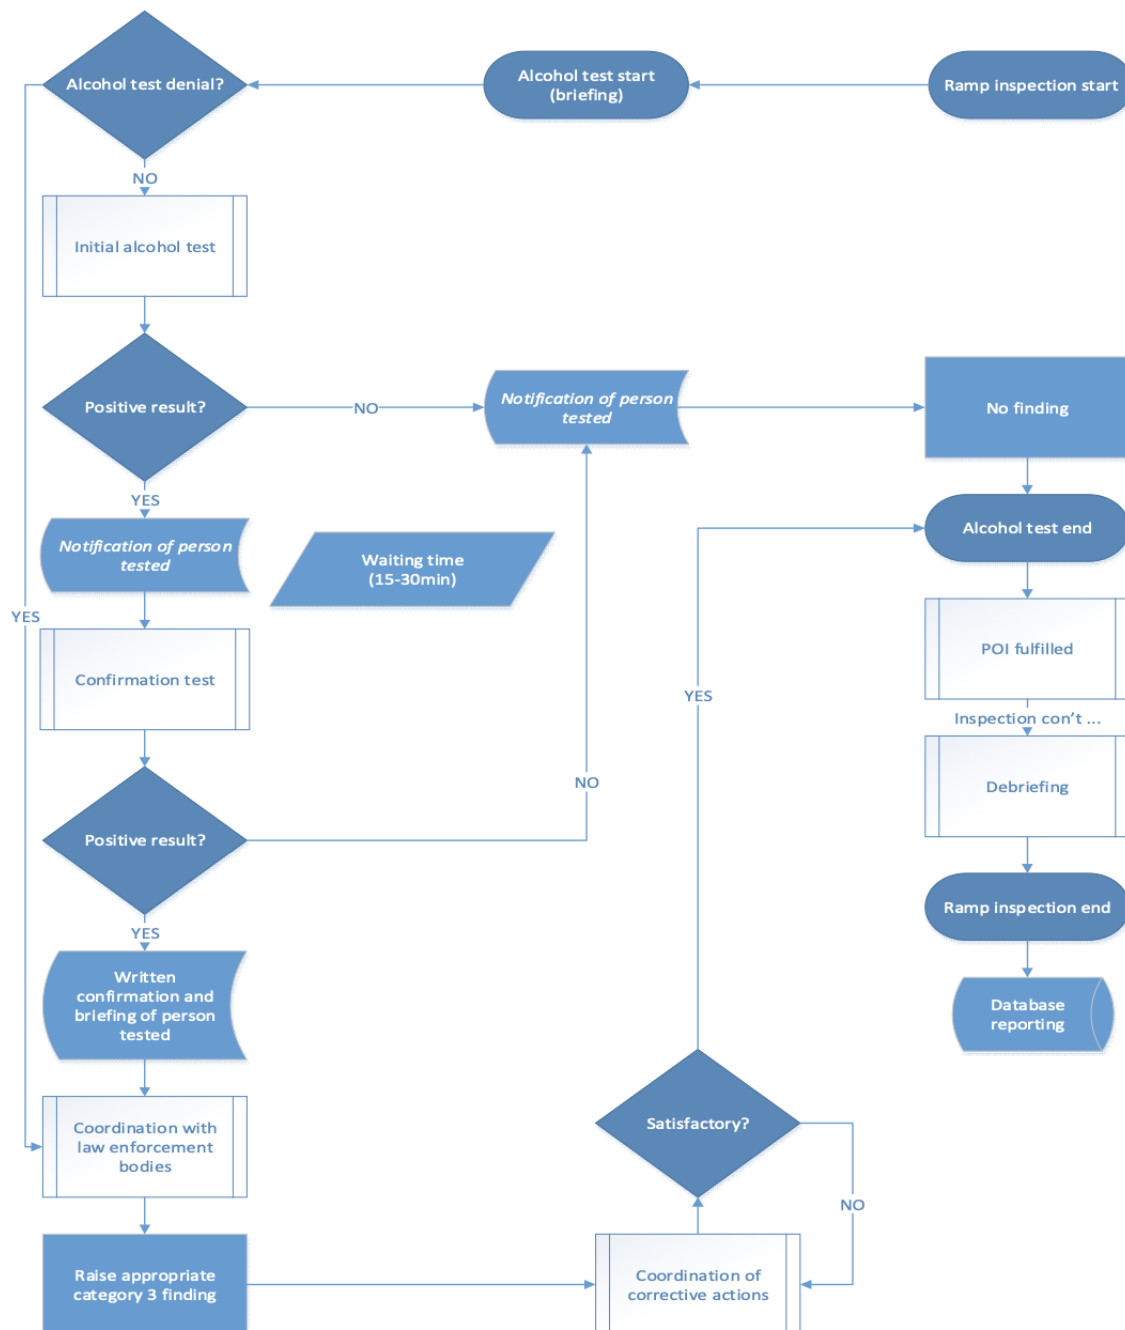 Alcohol test denial?
Alcohol test start
(briefing)
Ramp inspection start
NO
Initial alcohol test
Positive result?
NO
Notification of person
tested
No finding
YES
Notification of person
tested
Waiting time
(15-30min)
Alcohol test end
YES
Confirmation test
YES
POI fulfilled
Inspection con't ...
Debriefing
NO
Positive result?
YES
Ramp inspection end
Written
confirmation and
briefing of person
tested
Database
reporting
Coordination with
law enforcement
bodies
Satisfactory?
NO
Raise appropriate
category 3 finding
Coordination of
corrective actions